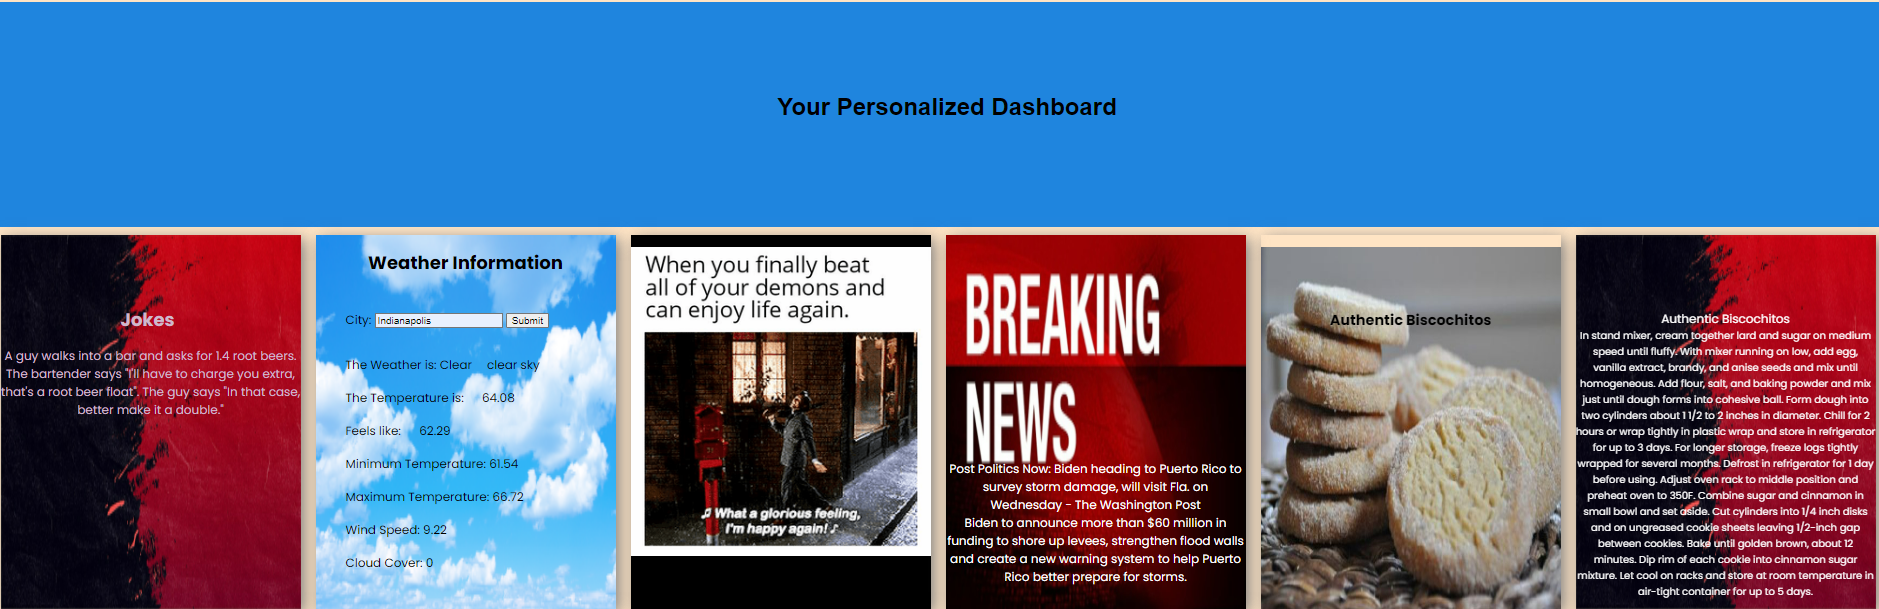 Your Personalized Dashboard
Jokes
A guy walks into a bar and asks for 1.4 root beers.
The bartender says "I'll have to charge you extra,
that's a root beer float". The guy says "In that case,
better make it a double."
Weather Information
City: Indianapolis Submit
The Weather is: Clear clear sky
The Temperature is: 64.08
Feels like: 62.29
Minimum Temperature: 61.54
Maximum Temperature: 66.72
Wind Speed: 9.22
Cloud Cover: 0
When you finally beat
all of your demons and
can enjoy life again.
♫ What a glorious feeling,
I'm happy again! ♪
BREAKING
NEWS
Post Politics Now: Biden heading to Puerto Rico to
survey storm damage, will visit Fla. on
Wednesday - The Washington Post
Biden to announce more than $60 million in
funding to shore up levees, strengthen flood walls
and create a new warning system to help Puerto
Rico better prepare for storms.
Authentic Biscochitos
Authentic Biscochitos
In stand mixer, cream together lard and sugar on medium
speed until fluffy. With mixer running on low, add egg,
vanilla extract, brandy, and anise seeds and mix until
homogeneous. Add flour, salt, and baking powder and mix
just until dough forms into cohesive ball. Form dough into
two cylinders about 1 1/2 to 2 inches in diameter. Chill for 2
hours or wrap tightly in plastic wrap and store in refrigerator
for up to 3 days. For longer storage, freeze logs tightly
wrapped for several months. Defrost in refrigerator for 1 day
before using. Adjust oven rack to middle position and
preheat oven to 350F. Combine sugar and cinnamon in
small bowl and set aside. Cut cylinders into 1/4 inch disks
and on ungreased cookie sheets leaving 1/2-inch gap
between cookies. Bake until golden brown, about 12
minutes. Dip rim of each cookie into cinnamon sugar
mixture. Let cool on racks and store at room temperature in
air-tight container for up to 5 days.